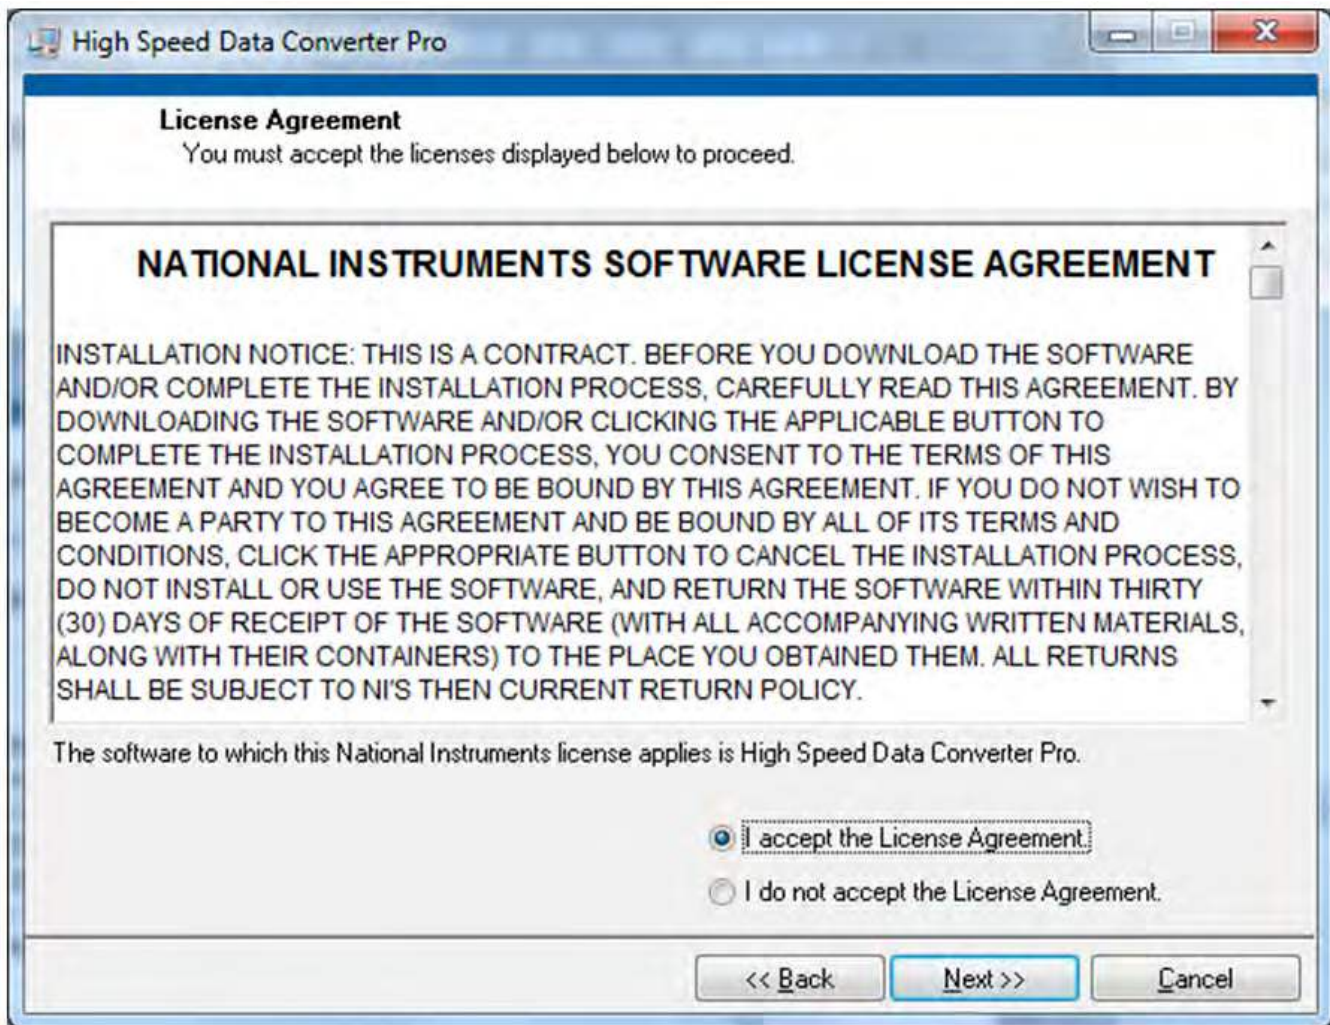 High Speed Data Converter Pro
License Agreement
You must accept the licenses displayed below to proceed.
NATIONAL INSTRUMENTS SOFTWARE LICENSE AGREEMENT
INSTALLATION NOTICE: THIS IS A CONTRACT. BEFORE YOU DOWNLOAD THE SOFTWARE
AND/OR COMPLETE THE INSTALLATION PROCESS, CAREFULLY READ THIS AGREEMENT. BY
DOWNLOADING THE SOFTWARE AND/OR CLICKING THE APPLICABLE BUTTON TO
COMPLETE THE INSTALLATION PROCESS, YOU CONSENT TO THE TERMS OF THIS
AGREEMENT AND YOU AGREE TO BE BOUND BY THIS AGREEMENT. IF YOU DO NOT WISH TO
BECOME A PARTY TO THIS AGREEMENT AND BE BOUND BY ALL OF ITS TERMS AND
CONDITIONS, CLICK THE APPROPRIATE BUTTON TO CANCEL THE INSTALLATION PROCESS,
DO NOT INSTALL OR USE THE SOFTWARE, AND RETURN THE SOFTWARE WITHIN THIRTY
(30) DAYS OF RECEIPT OF THE SOFTWARE (WITH ALL ACCOMPANYING WRITTEN MATERIALS,
ALONG WITH THEIR CONTAINERS) TO THE PLACE YOU OBTAINED THEM. ALL RETURNS
SHALL BE SUBJECT TO NI'S THEN CURRENT RETURN POLICY.
The software to which this National Instruments license applies is High Speed Data Converter Pro.
I accept the License Agreement.
I do not accept the License Agreement.
<< Back Next >> Cancel